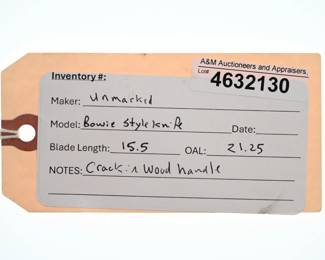 A&M Auctioneers and Appraisers,
Lot# 4632130
Inventory #:
Maker: Unmarked
Model: Bowie Style knife Date:
Blade Length: 15.5 OAL: 21.25
NOTES: Crack in wood handle